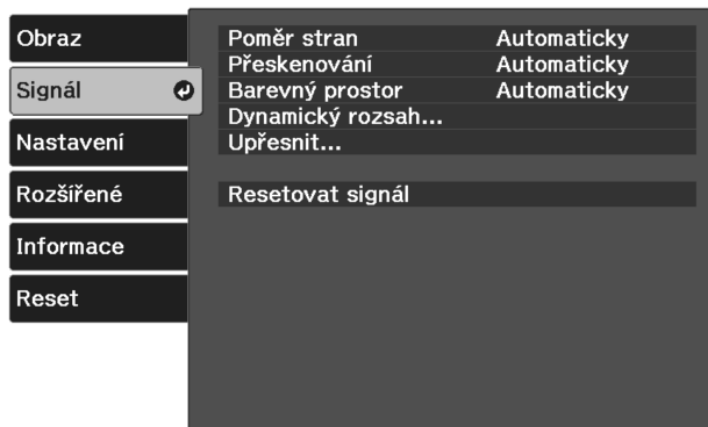 Obraz
Signál
Nastavení
Rozšířené
Informace
Reset
Poměr stran Automaticky
Přeskenování Automaticky
Barevný prostor Automaticky
Dynamický rozsah...
Upřesnit...
Resetovat signál